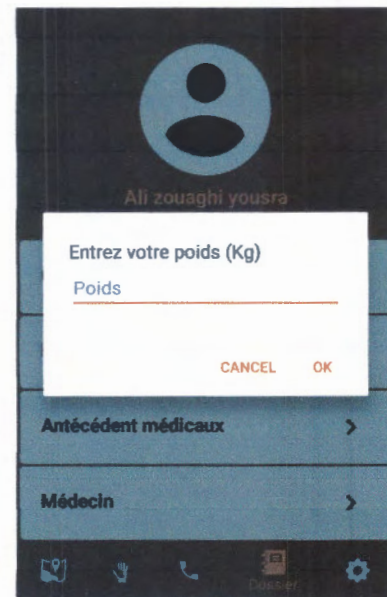 Ali zouaghi yousra
Entrez votre poids (Kg)
Poids
CANCEL OK
Antécédent médicaux
Médecin
Dossier